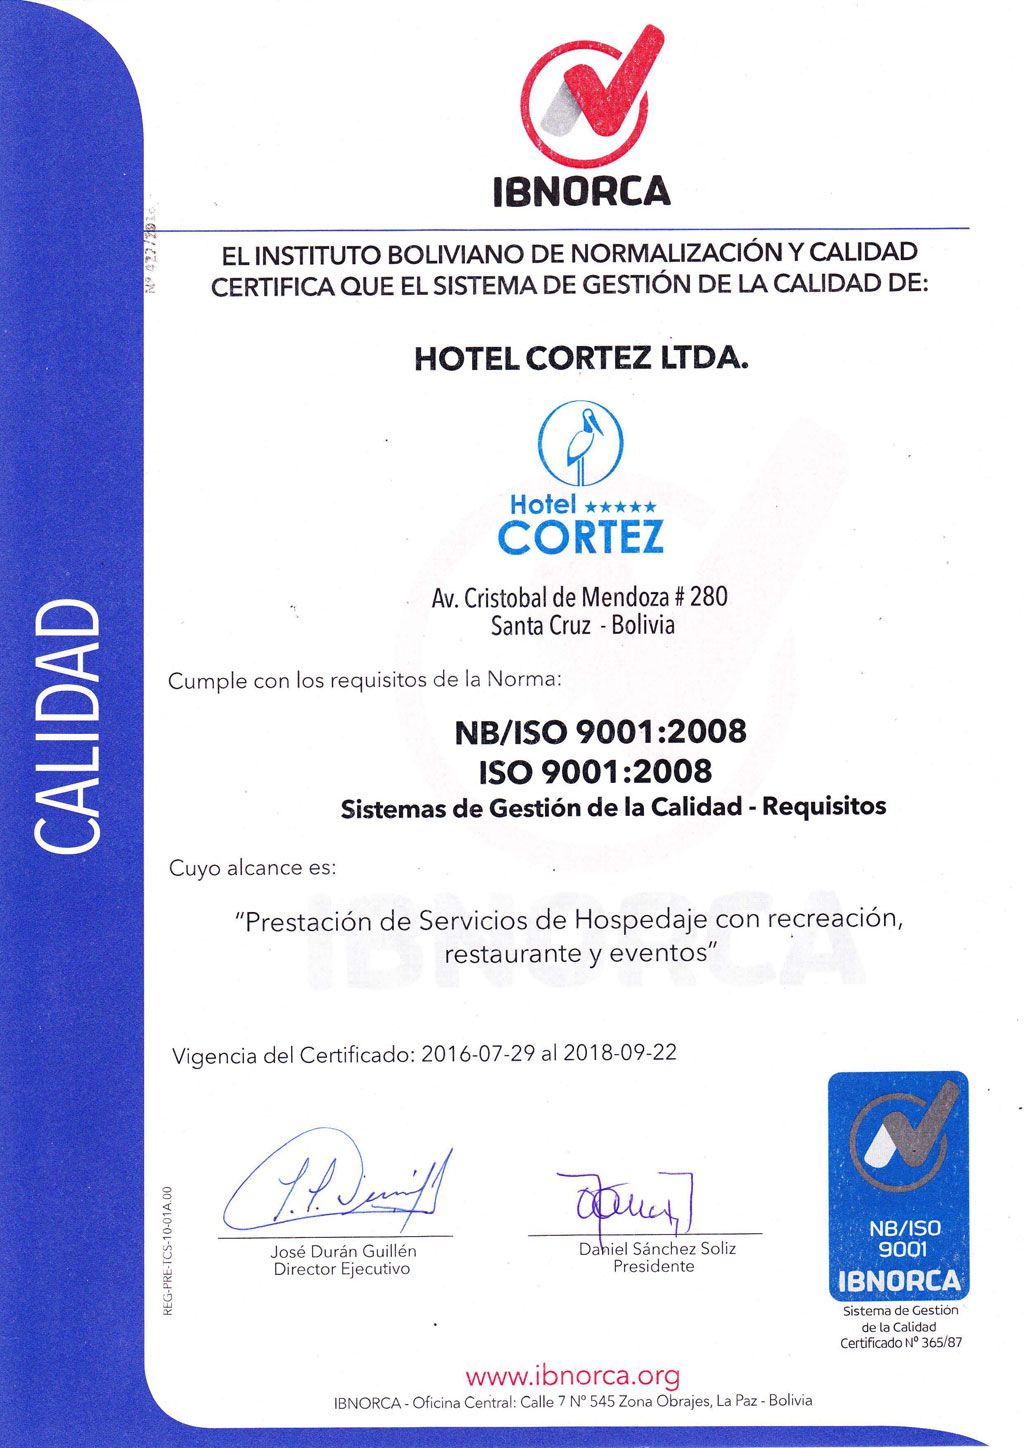 IBNORCA
EL INSTITUTO BOLIVIANO DE NORMALIZACIÓN Y CALIDAD
CERTIFICA QUE EL SISTEMA DE GESTIÓN DE LA CALIDAD DE:
HOTEL CORTEZ LTDA.
Hotel ★★★★★
CORTEZ
Av. Cristobal de Mendoza # 280
Santa Cruz - Bolivia
Cumple con los requisitos de la Norma:
NB/ISO 9001:2008
ISO 9001:2008
Sistemas de Gestión de la Calidad - Requisitos
Cuyo alcance es:
"Prestación de Servicios de Hospedaje con recreación,
restaurante y eventos"
IBNORCA
Vigencia del Certificado: 2016-07-29 al 2018-09-22
José Durán Guillén
Director Ejecutivo
Daniel Sánchez Soliz
Presidente
NB/ISO
9001
IBNORCA
Sistema de Gestión
de la Calidad
Certificado Nº 365/87
www.ibnorca.org
IBNORCA - Oficina Central: Calle 7 Nº 545 Zona Obrajes, La Paz - Bolivia
CALIDAD
REG-PRE-TCS-10-01A.00